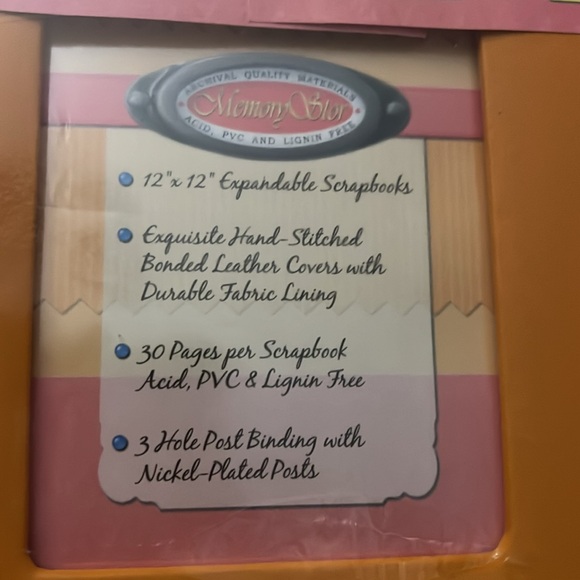 ARCHIVAL QUALITY MATERIALS
MemoryStor
ACID, PVC AND LIGNIN FREE
12"x 12" Expandable Scrapbooks
Exquisite Hand-Stitched
Bonded Leather Covers with
Durable Fabric Lining
30 Pages per Scrapbook
Acid, PVC & Lignin Free
3 Hole Post Binding with
Nickel-Plated Posts